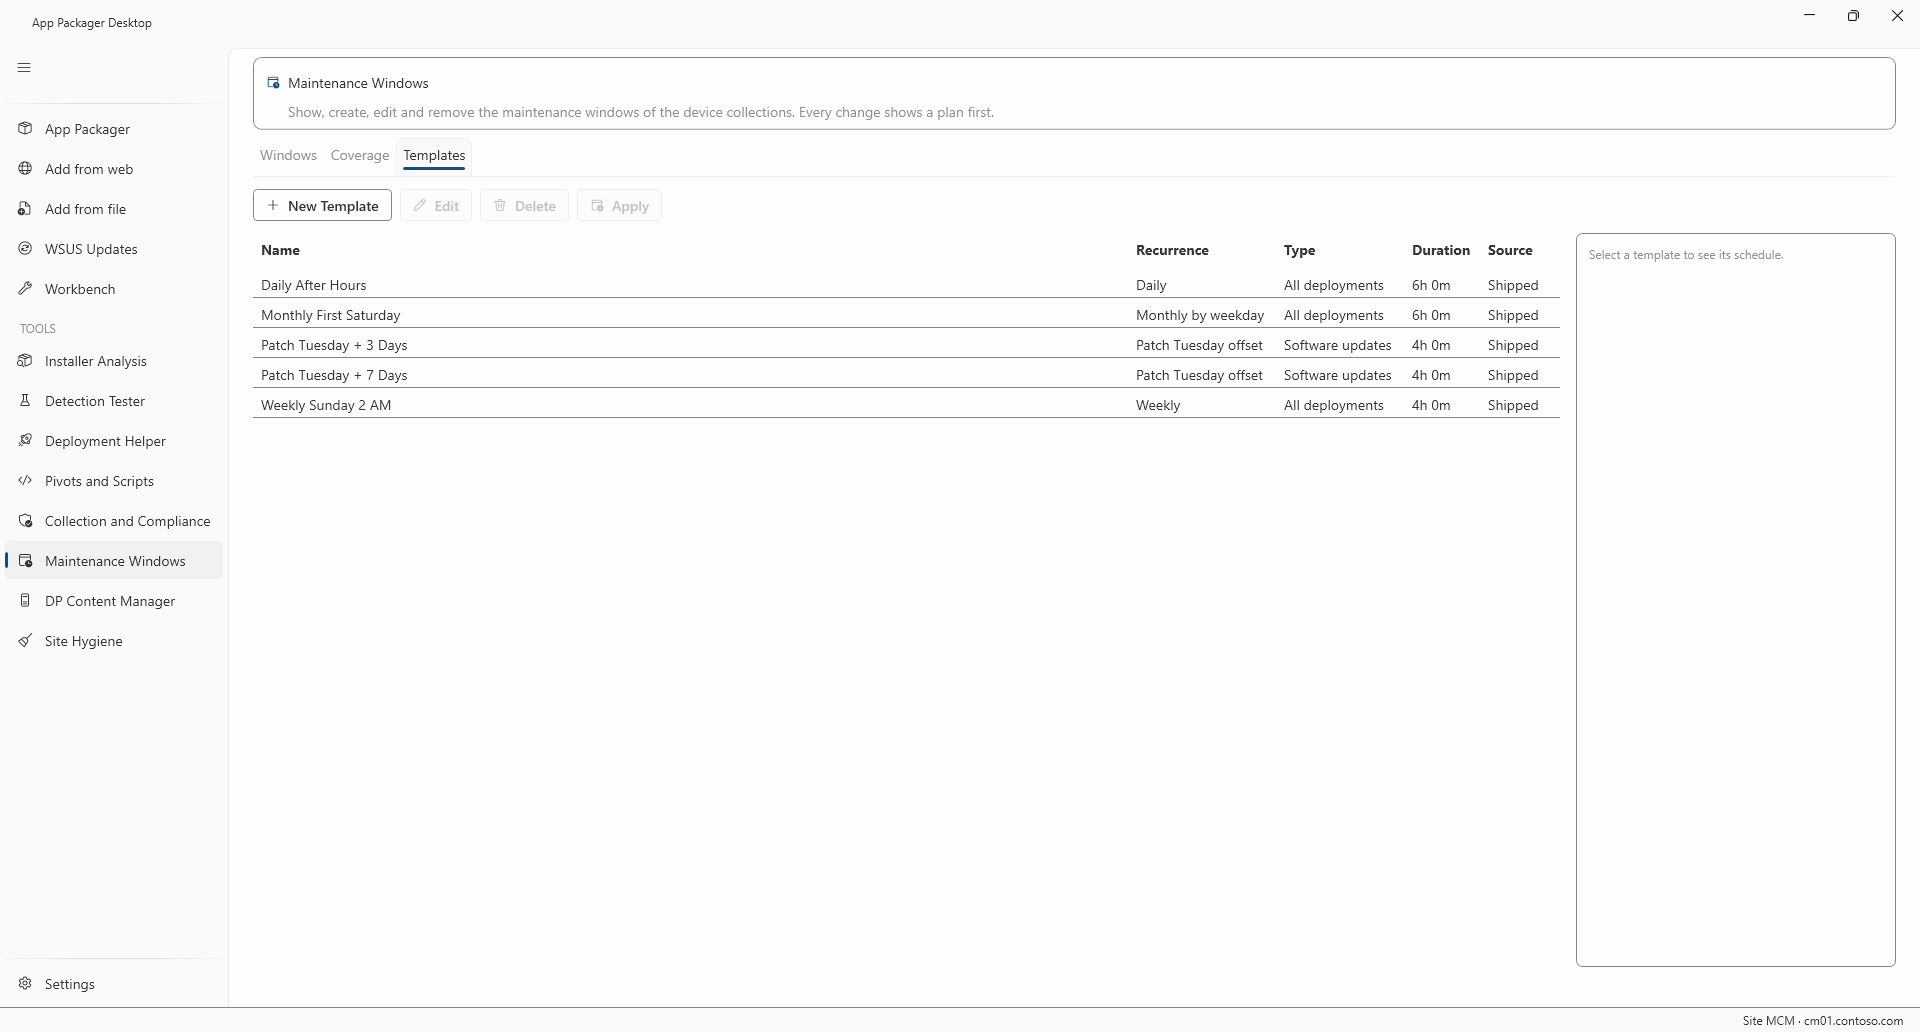 App Packager Desktop
App Packager
Add from web
Add from file
WSUS Updates
Workbench
TOOLS
Installer Analysis
Detection Tester
Deployment Helper
Pivots and Scripts
Collection and Compliance
Maintenance Windows
DP Content Manager
Site Hygiene
Settings
Maintenance Windows
Show, create, edit and remove the maintenance windows of the device collections. Every change shows a plan first.
Windows Coverage Templates
New Template Edit Delete Apply
Name Recurrence Type Duration Source
Daily After Hours Daily All deployments 6h 0m Shipped
Monthly First Saturday Monthly by weekday All deployments 6h 0m Shipped
Patch Tuesday + 3 Days Patch Tuesday offset Software updates 4h 0m Shipped
Patch Tuesday + 7 Days Patch Tuesday offset Software updates 4h 0m Shipped
Weekly Sunday 2 AM Weekly All deployments 4h 0m Shipped
Select a template to see its schedule.
Site MCM · cm01.contoso.com